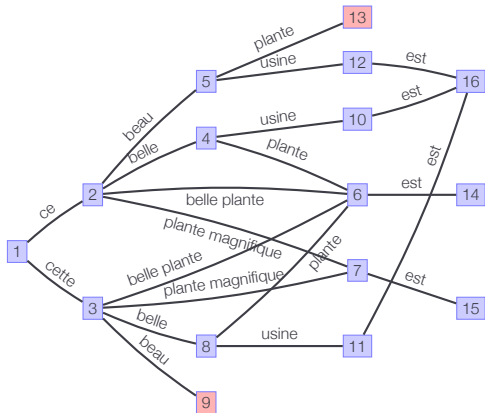 13
plante
usine
12
est
5
16
beau
usine
10
est
4
belle
plante
est
2
belle plante
6
est
14
ce
plante magnifique
plante
1
belle plante
7
cette
plante magnifique
est
3
15
belle
usine
8
11
beau
9